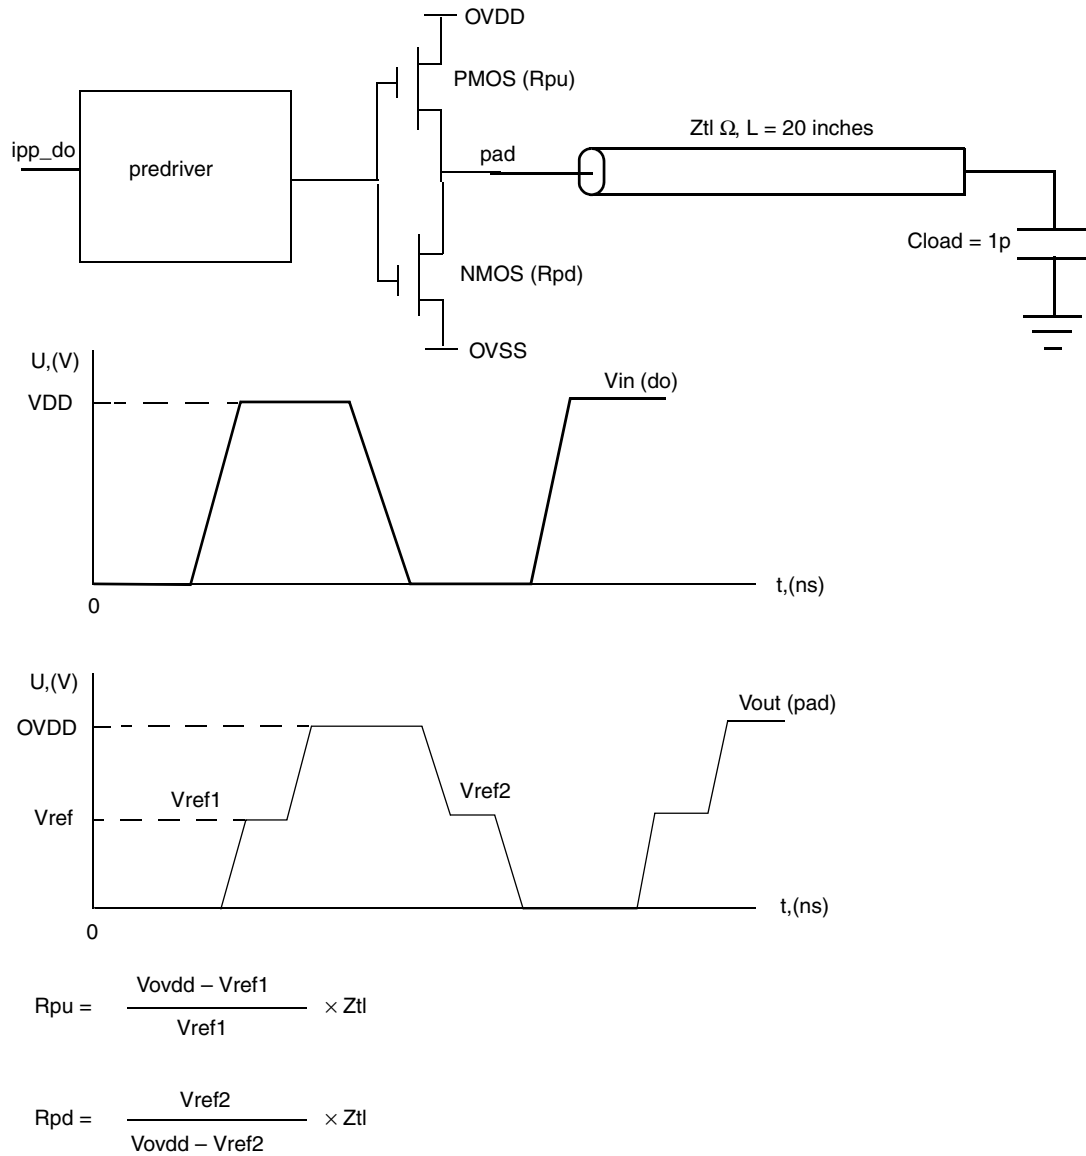 OVDD
PMOS (Rpu)
Ztl Ω, L = 20 inches
ipp_do
predriver
pad
Cload = 1p
NMOS (Rpd)
OVSS
U,(V)
VDD
Vin (do)
t,(ns)
0
U,(V)
OVDD
Vout (pad)
Vref1
Vref2
Vref
t,(ns)
0
Vovdd – Vref1
Rpu = × Ztl
Vref1
Vref2
Rpd = × Ztl
Vovdd – Vref2